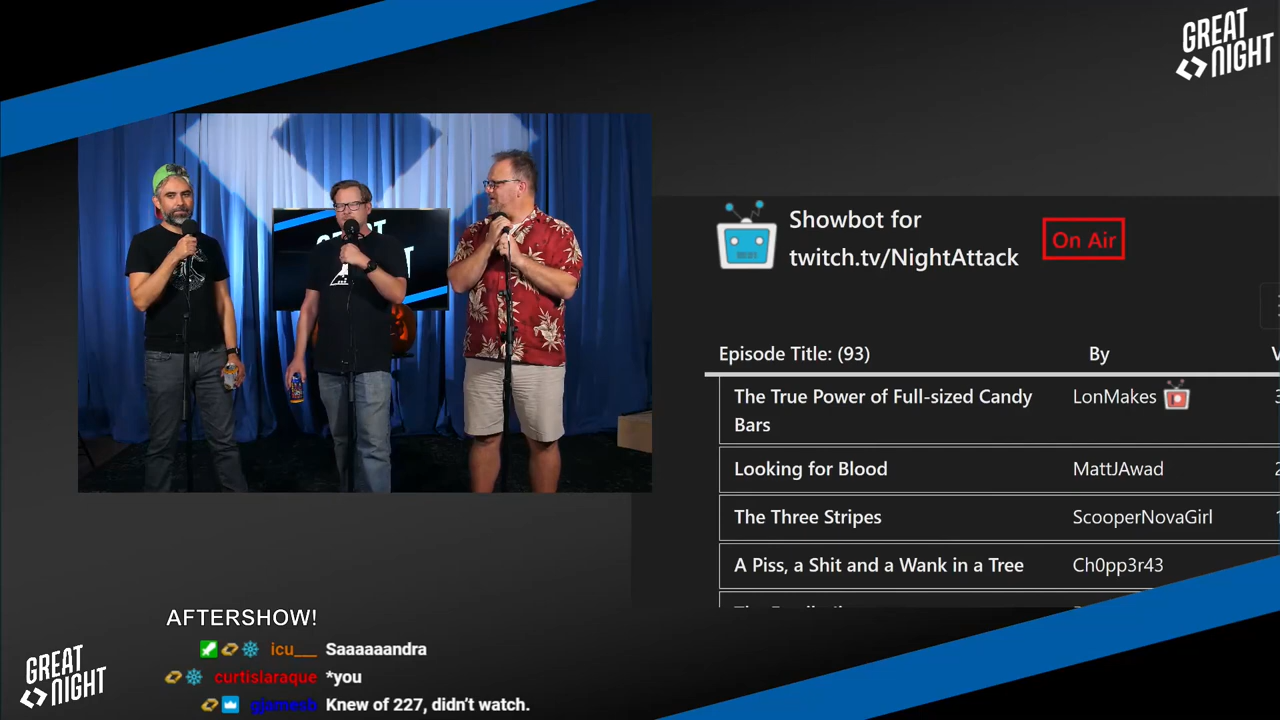 GREAT
NIGHT
Showbot for
twitch.tv/NightAttack
On Air
Episode Title: (93)
By
The True Power of Full-sized Candy
Bars
LonMakes
Looking for Blood
MattJAwad
The Three Stripes
ScooperNovaGirl
A Piss, a Shit and a Wank in a Tree
Ch0pp3r43
AFTERSHOW!
icu___ Saaaaaandra
curtislaraque *you
gjamesb Knew of 227, didn't watch.
GREAT
NIGHT